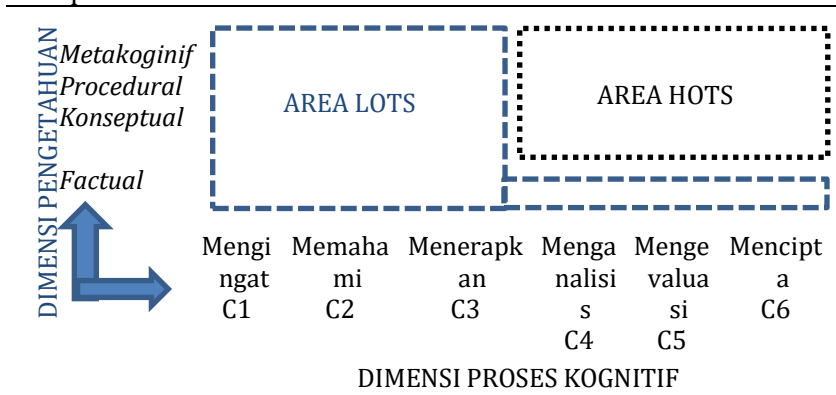 DIMENSI PENGETAHUAN
Metakoginif
Procedural
Konseptual
Factual
AREA LOTS
AREA HOTS
Mengi Memaha Menerapk Menga Menge Mencipt
ngat mi an nalisi valua a
C1 C2 C3 s si C6
C4 C5
DIMENSI PROSES KOGNITIF